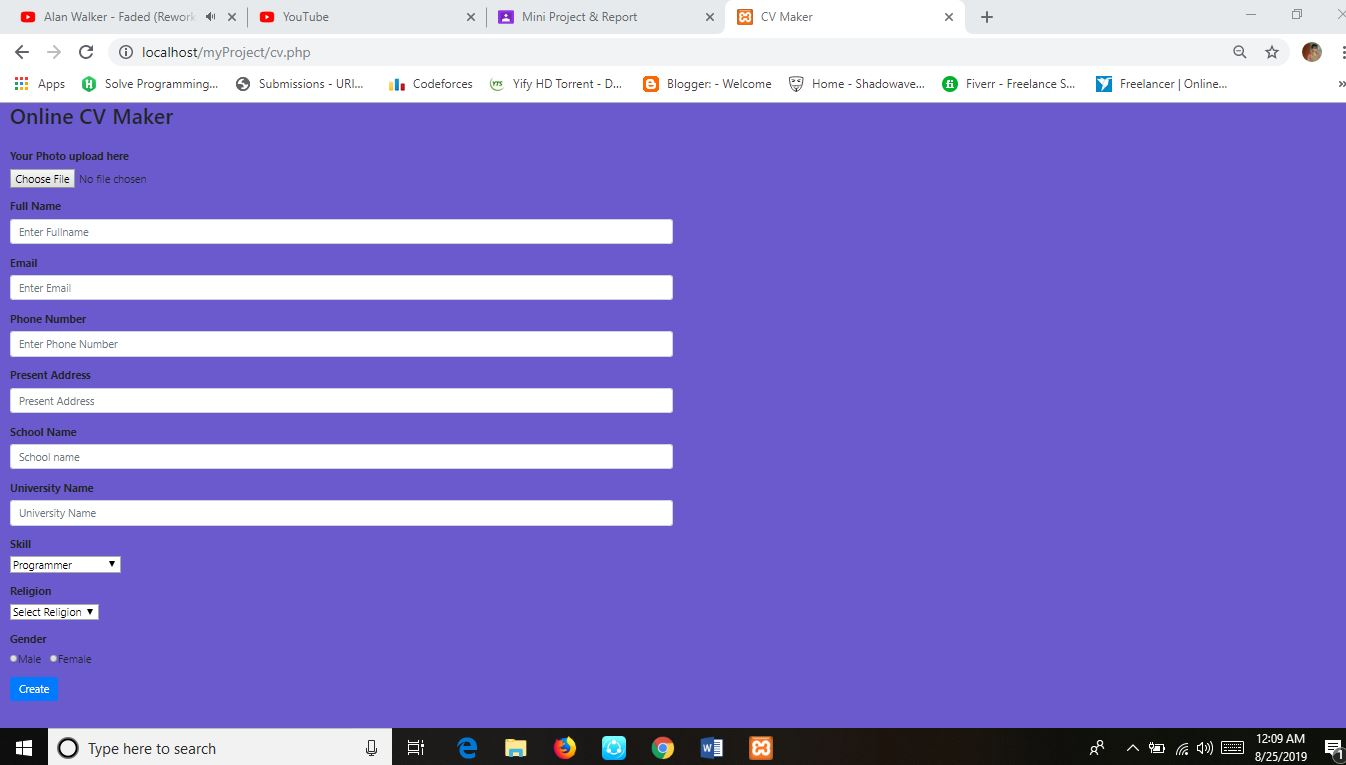 Alan Walker - Faded (Rework
YouTube
Mini Project & Report
CV Maker
localhost/myProject/cv.php
Apps
Solve Programming...
Submissions - URI...
Codeforces
Yify HD Torrent - D...
Blogger: - Welcome
Home - Shadowave...
Fiverr - Freelance S...
Freelancer | Online...
»
Online CV Maker
Your Photo upload here
Choose File No file chosen
Full Name
Enter Fullname
Email
Enter Email
Phone Number
Enter Phone Number
Present Address
Present Address
School Name
School name
University Name
University Name
Skill
Programmer
Religion
Select Religion
Gender
Male Female
Create
Type here to search
12:09 AM
8/25/2019
1